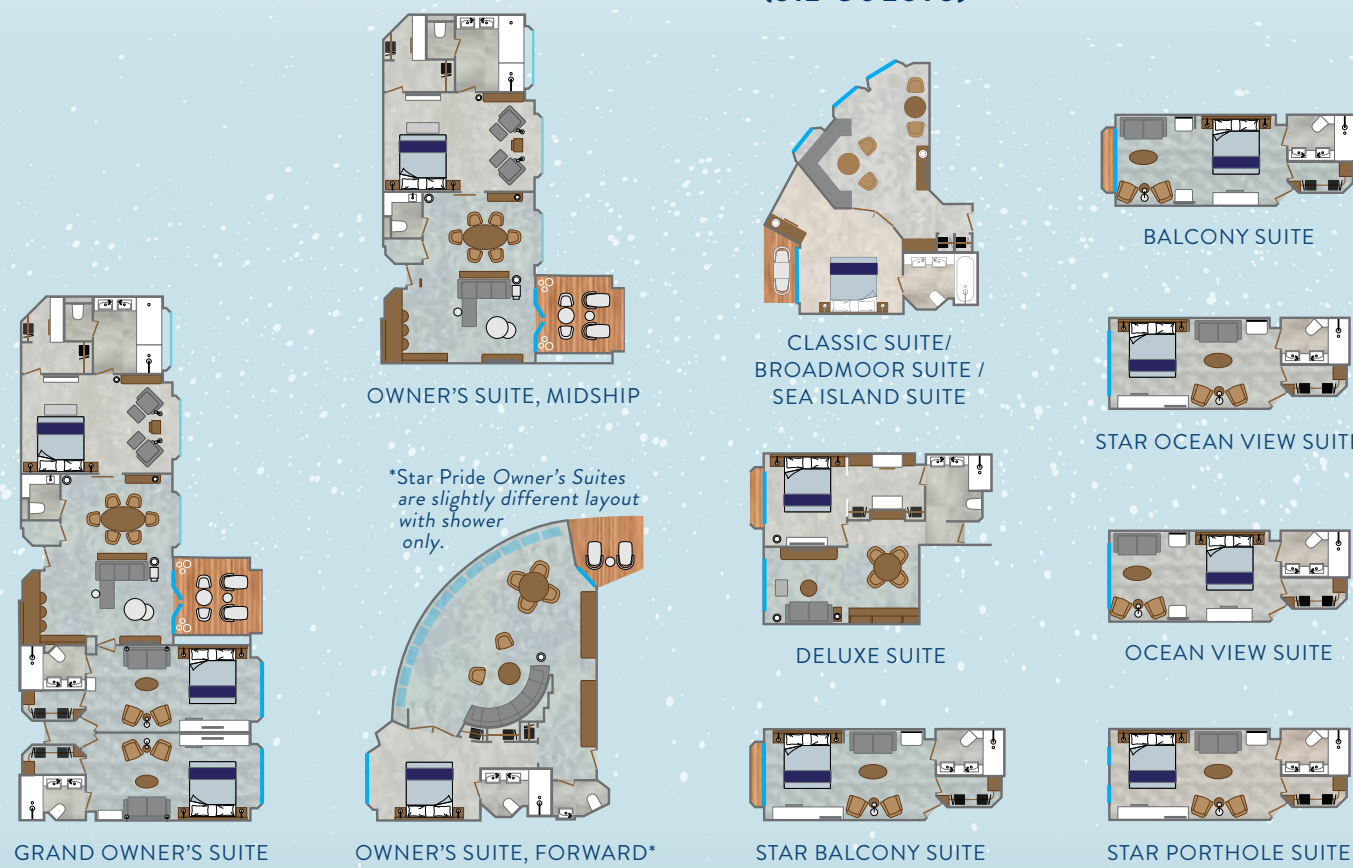 OWNER'S SUITE, MIDSHIP
*Star Pride Owner's Suites
are slightly different layout
with shower
only.
GRAND OWNER'S SUITE
OWNER'S SUITE, FORWARD*
CLASSIC SUITE/
BROADMOOR SUITE /
SEA ISLAND SUITE
DELUXE SUITE
STAR BALCONY SUITE
BALCONY SUITE
STAR OCEAN VIEW SUITE
OCEAN VIEW SUITE
STAR PORTHOLE SUITE